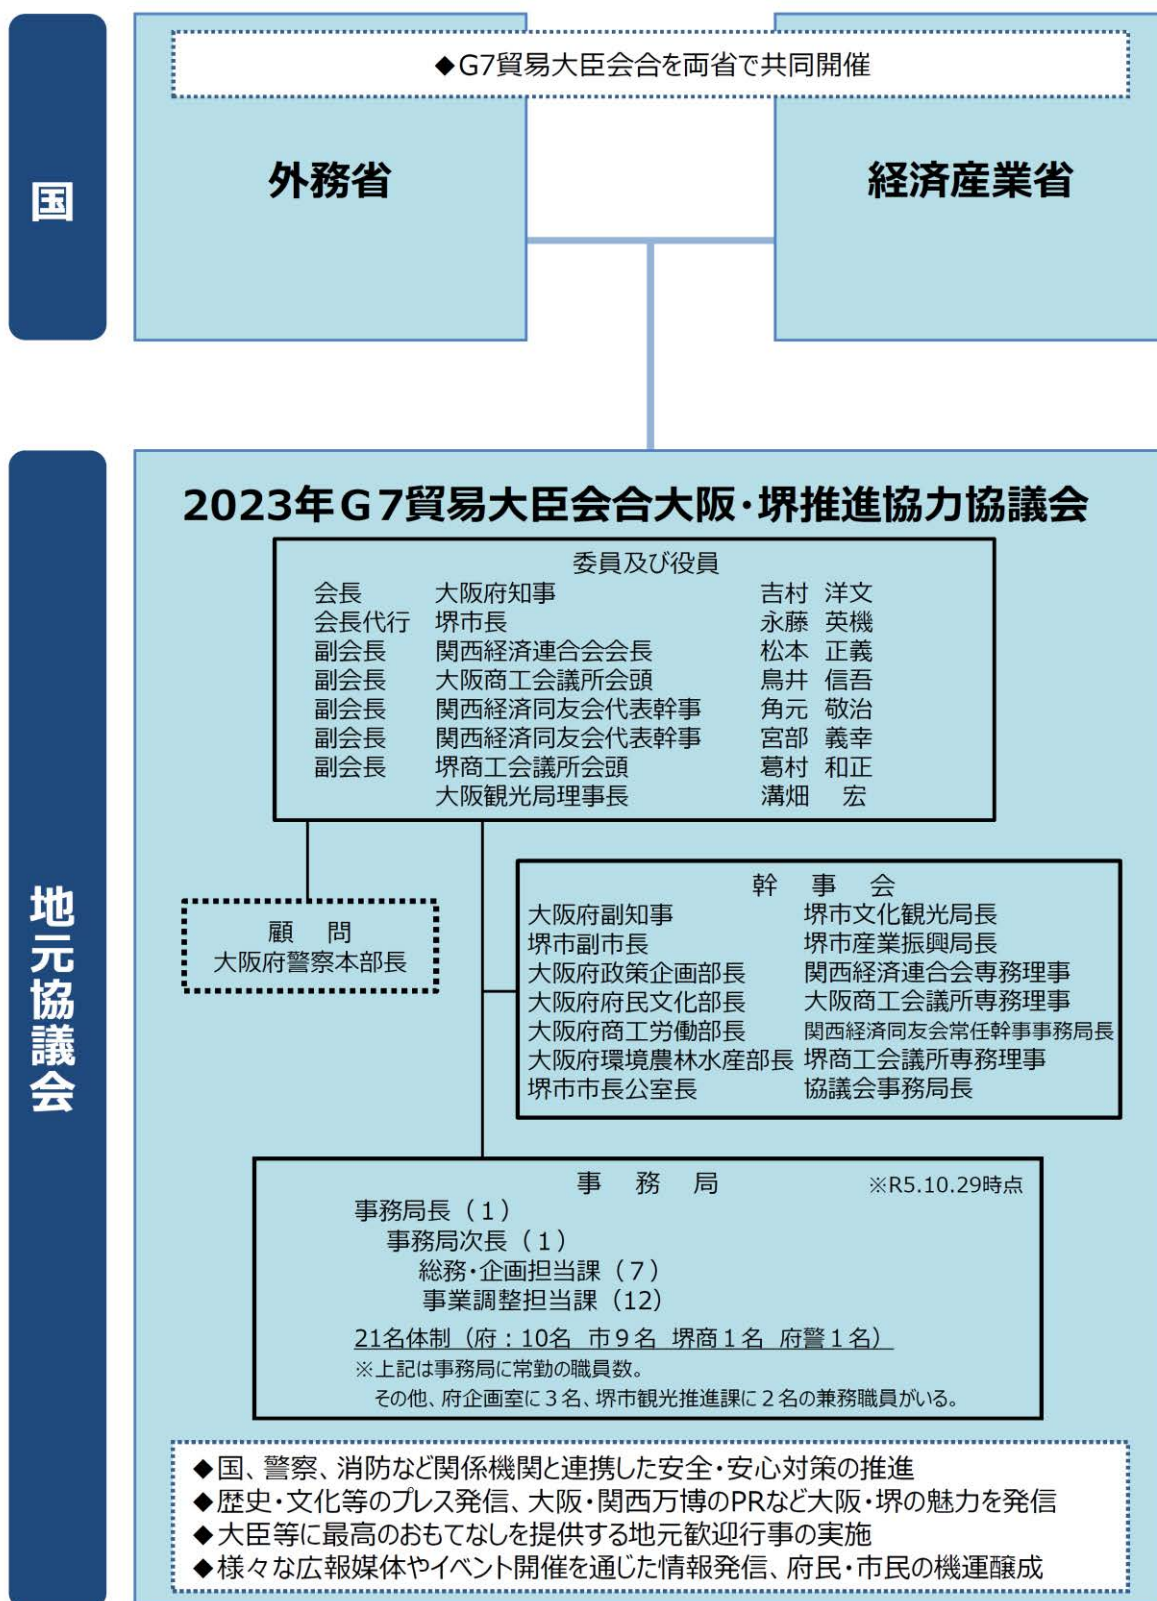 国
◆G7貿易大臣会合を両省で共同開催
外務省
経済産業省
地元協議会
2023年G7貿易大臣会合大阪・堺推進協力協議会
委員及び役員
会長 大阪府知事 吉村 洋文
会長代行 堺市長 永藤 英機
副会長 関西経済連合会会長 松本 正義
副会長 大阪商工会議所会頭 鳥井 信吾
副会長 関西経済同友会代表幹事 角元 敬治
副会長 関西経済同友会代表幹事 宮部 義幸
副会長 堺商工会議所会頭 葛村 和正
大阪観光局理事長 溝畑 宏
顧 問
大阪府警察本部長
幹 事 会
大阪府副知事 堺市文化観光局長
堺市副市長 堺市産業振興局長
大阪府政策企画部長 関西経済連合会専務理事
大阪府府民文化部長 大阪商工会議所専務理事
大阪府商工労働部長 関西経済同友会常任幹事事務局長
大阪府環境農林水産部長 堺商工会議所専務理事
堺市市長公室長 協議会事務局長
事 務 局 ※R5.10.29時点
事務局長（1）
事務局次長（1）
総務・企画担当課（7）
事業調整担当課（12）
21名体制（府：10名 市9名 堺商1名 府警1名）
※上記は事務局に常勤の職員数。
その他、府企画室に3名、堺市観光推進課に2名の兼務職員がいる。
◆国、警察、消防など関係機関と連携した安全・安心対策の推進
◆歴史・文化等のプレス発信、大阪・関西万博のPRなど大阪・堺の魅力を発信
◆大臣等に最高のおもてなしを提供する地元歓迎行事の実施
◆様々な広報媒体やイベント開催を通じた情報発信、府民・市民の機運醸成